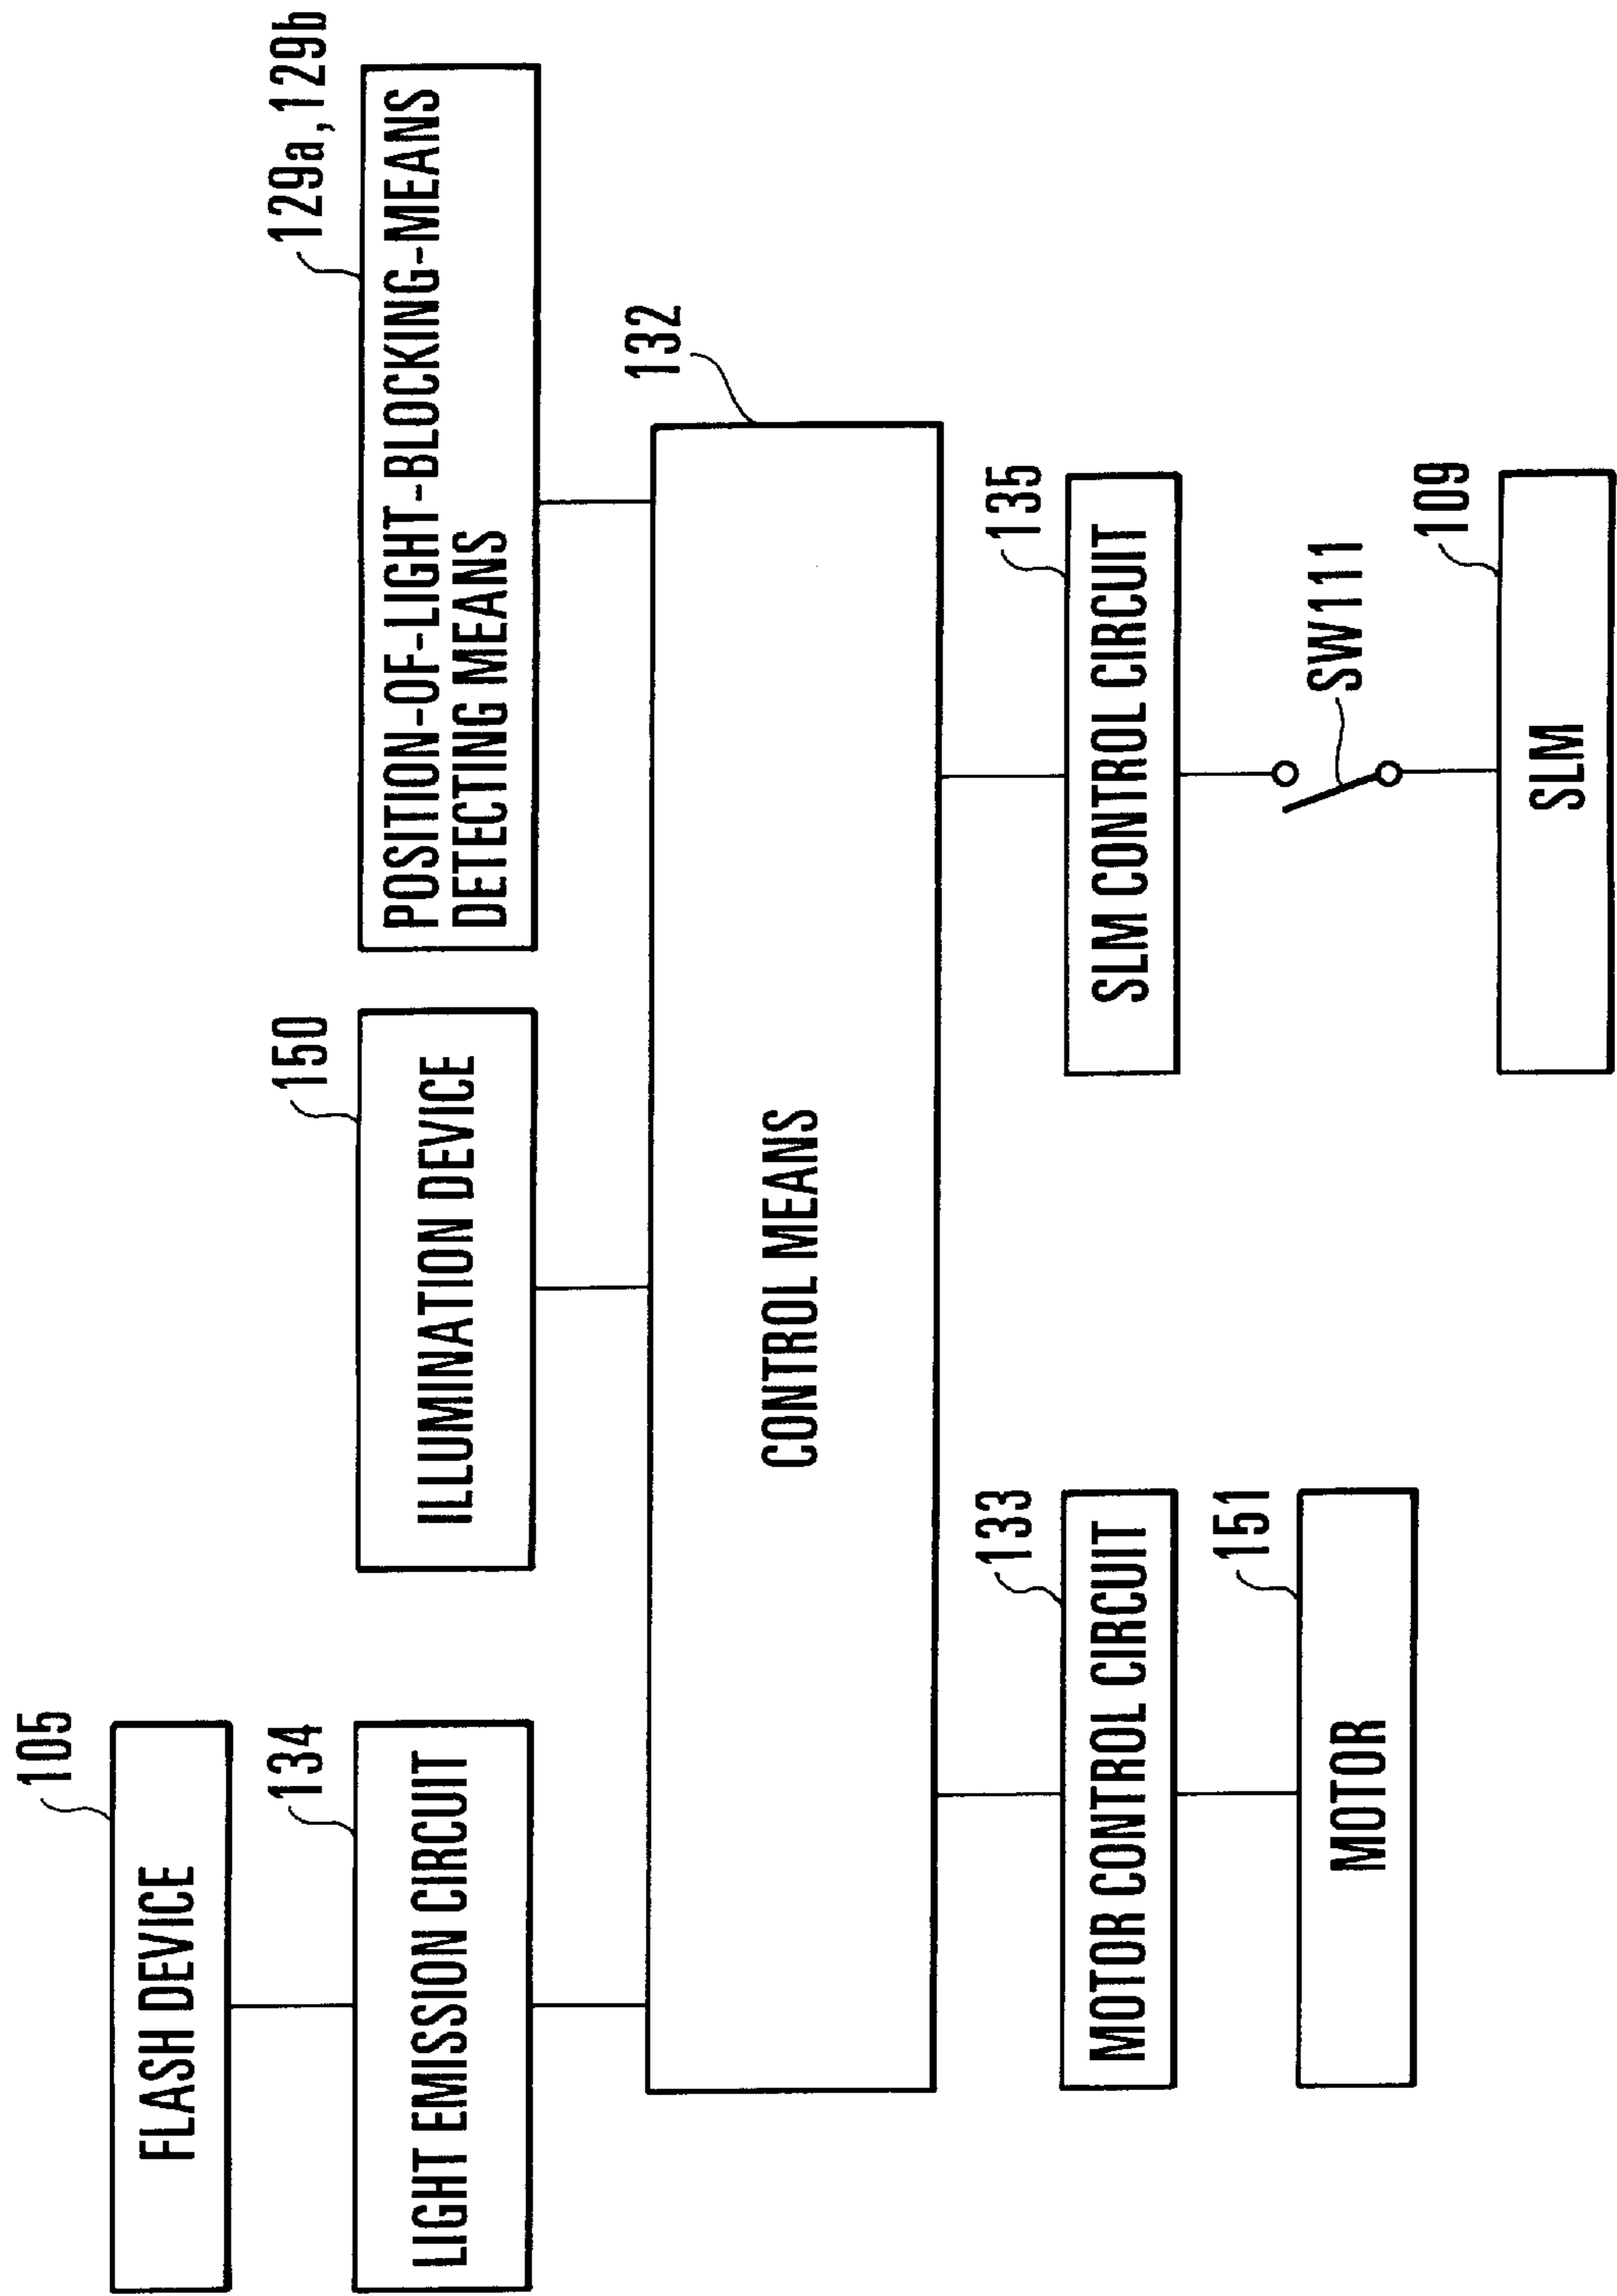 105
FLASH DEVICE
134
LIGHT EMISSION CIRCUIT
150
ILLUMINATION DEVICE
129a,129b
POSITION-OF-LIGHT-BLOCKING-MEANS
DETECTING MEANS
132
CONTROL MEANS
133
MOTOR CONTROL CIRCUIT
151
MOTOR
135
SLM CONTROL CIRCUIT
SW111
109
SLM